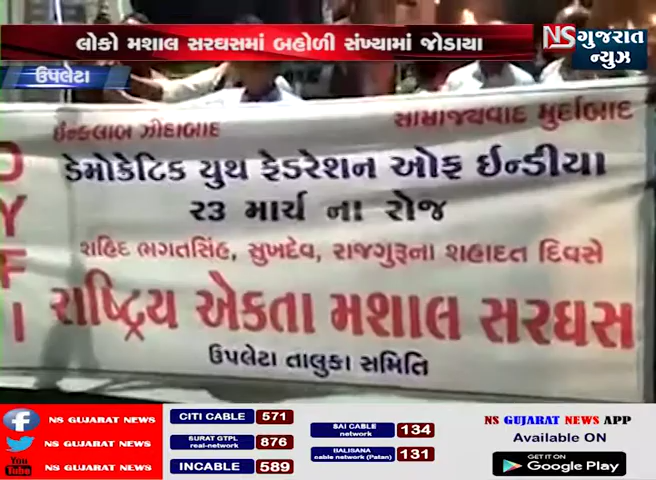 લોકો મશાલ સરઘસમાં બહોળી સંખ્યામાં જોડાયા
NS ગુજરાત
ન્યુઝ
ઉપલેટા
ઈન્કલાબ ઝીંદાબાદ
સામ્રાજ્યવાદ મુર્દાબાદ
DYFI
ડેમોક્રેટિક યુથ ફેડરેશન ઓફ ઈન્ડીયા
૨૩ માર્ચ ના રોજ
શહિદ ભગતસિંહ, સુખદેવ, રાજગુરૂના શહાદત દિવસે
રાષ્ટ્રિય એકતા મશાલ સરઘસ
ઉપલેટા તાલુકા સમિતિ
NS GUJARAT NEWS
NS GUJARAT NEWS
You Tube NS GUJARAT NEWS
CITI CABLE 571
SURAT GTPL real-network 876
INCABLE 589
SAI CABLE network 134
BALISANA cable network (Patan) 131
NS GUJARAT NEWS APP
Available ON
GET IT ON
Google Play